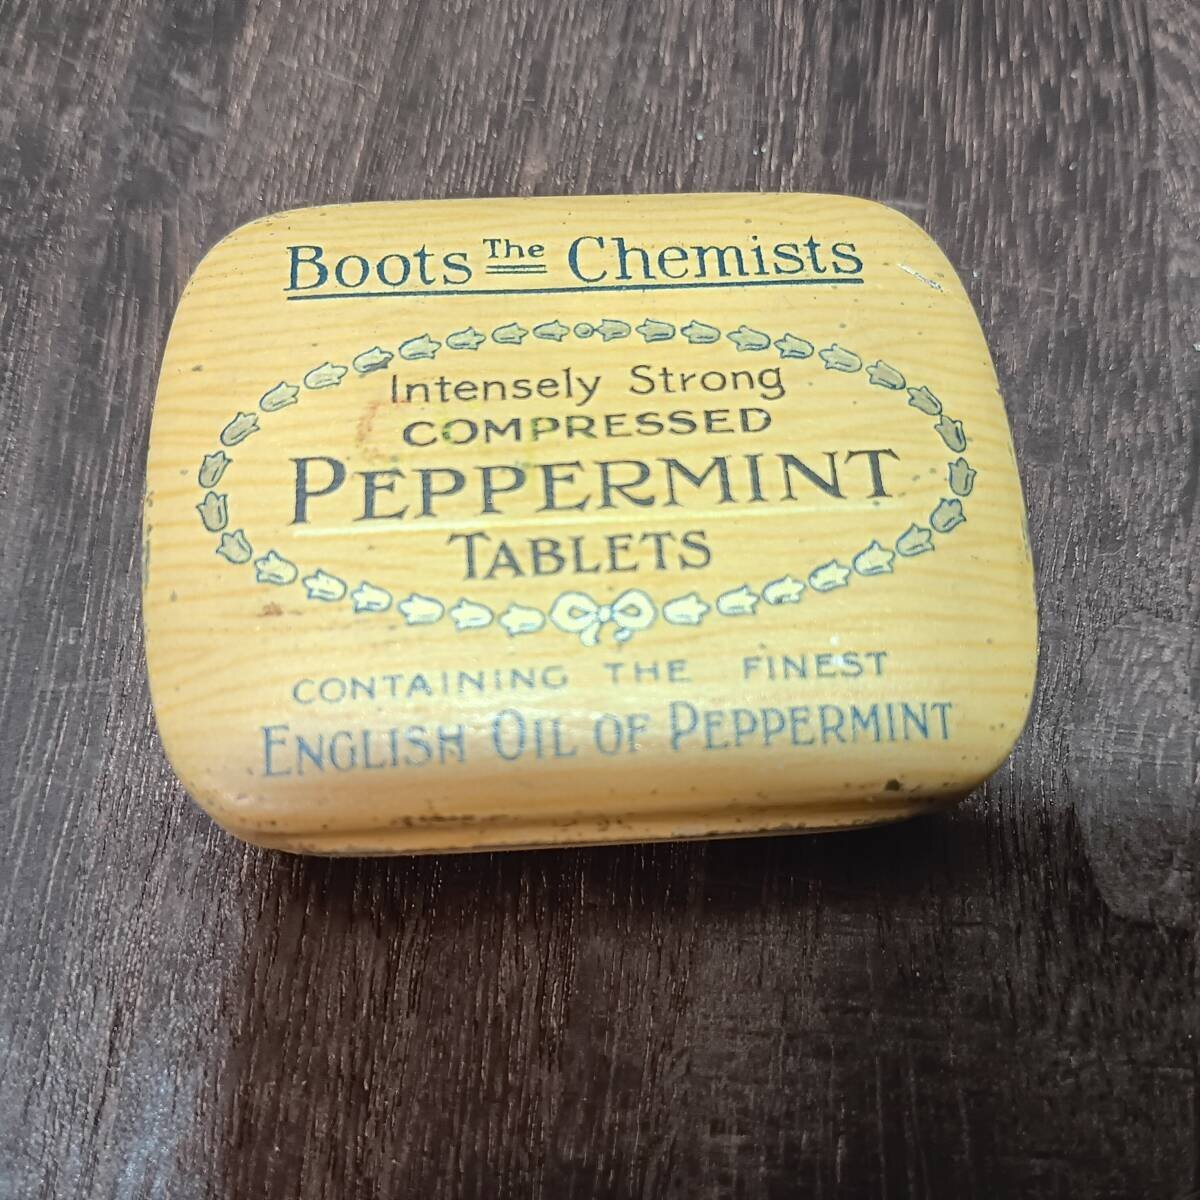 Boots The Chemists
Intensely Strong
COMPRESSED
PEPPERMINT
TABLETS
CONTAINING THE FINEST
ENGLISH OIL OF PEPPERMINT